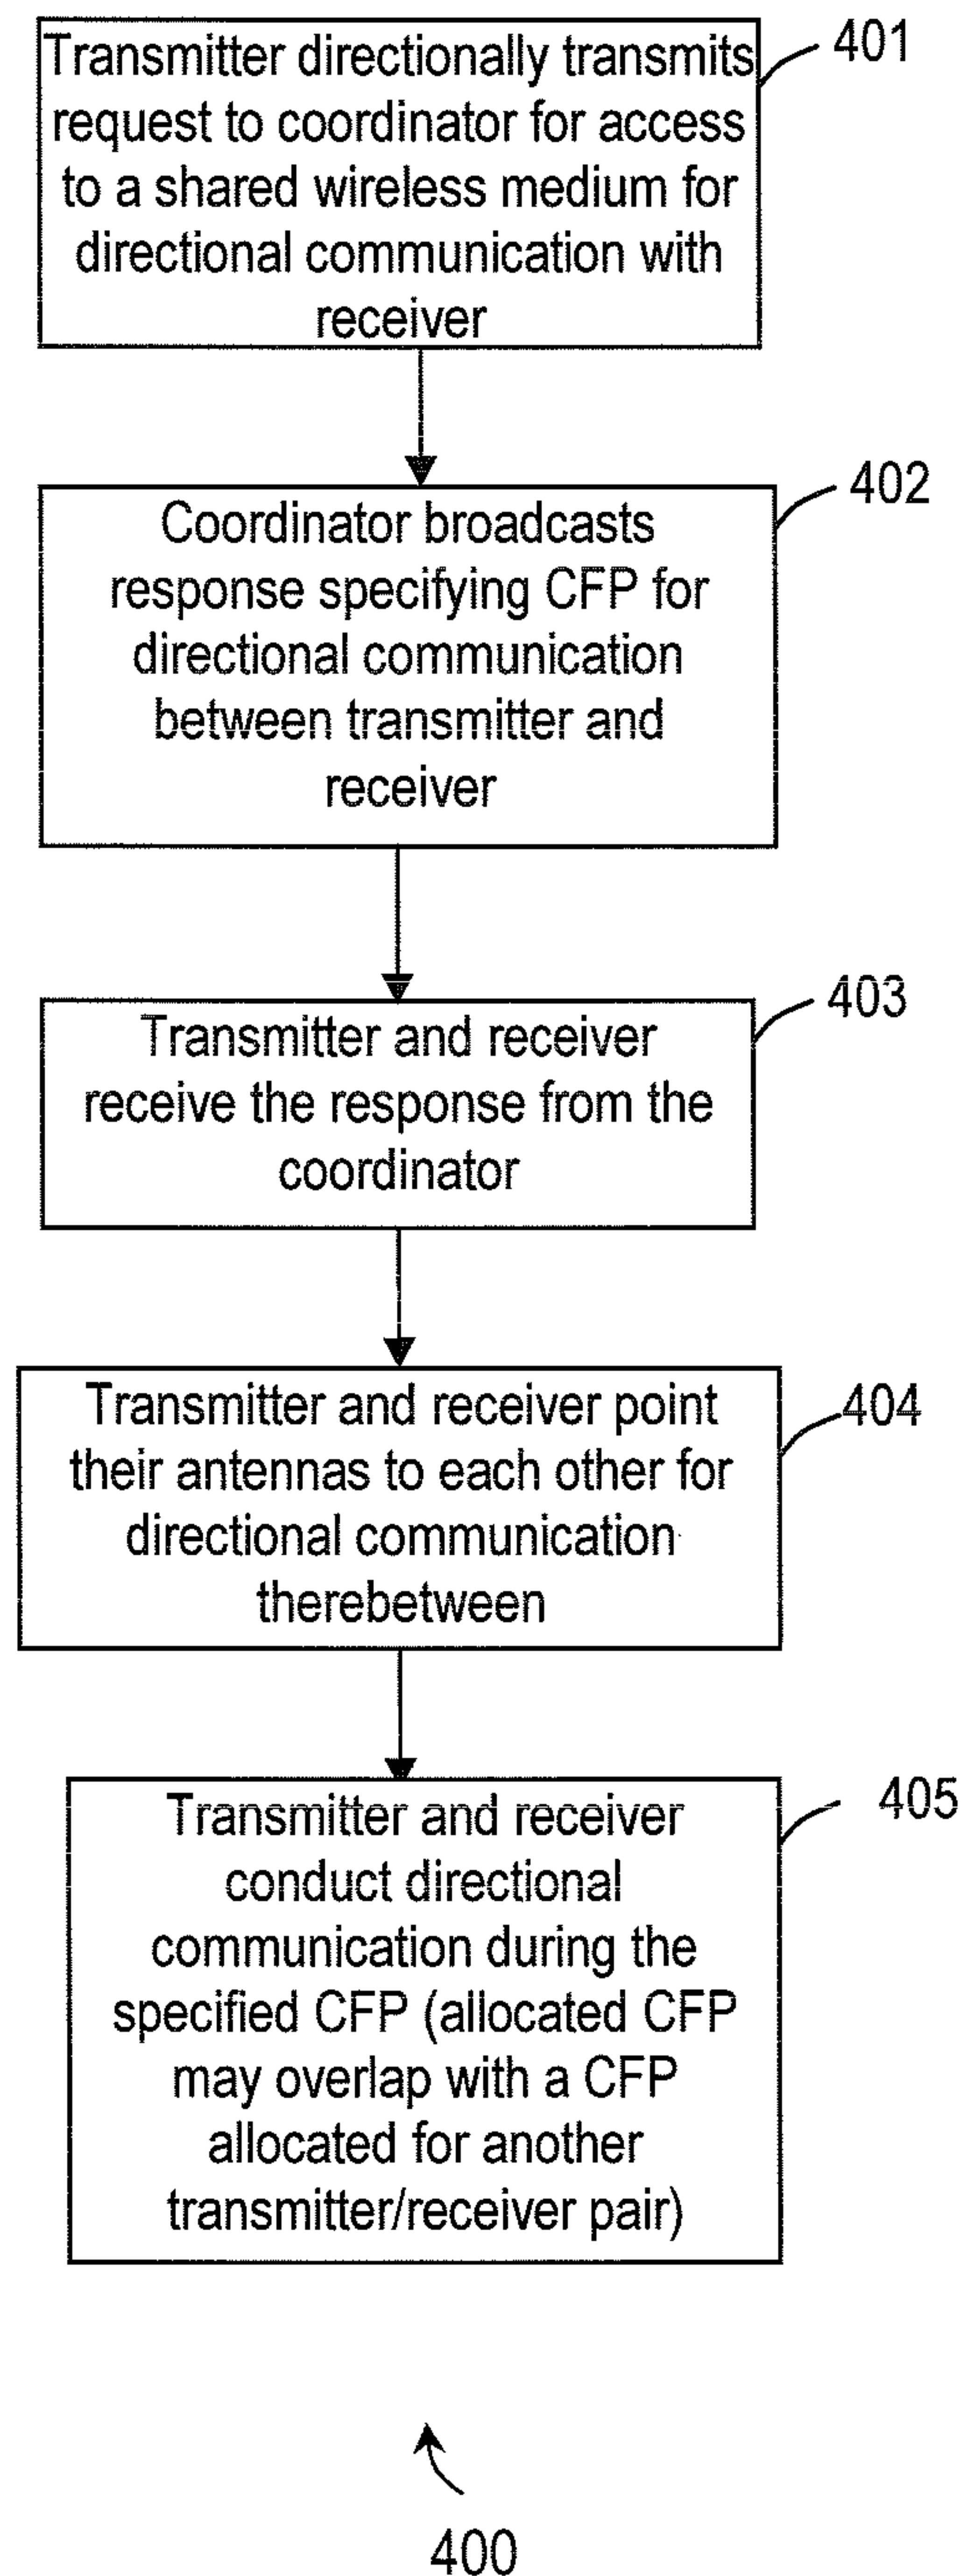 Transmitter directionally transmits
request to coordinator for access
to a shared wireless medium for
directional communication with
receiver
401
Coordinator broadcasts
response specifying CFP for
directional communication
between transmitter and
receiver
402
Transmitter and receiver
receive the response from the
coordinator
403
Transmitter and receiver point
their antennas to each other for
directional communication
therebetween
404
Transmitter and receiver
conduct directional
communication during the
specified CFP (allocated CFP
may overlap with a CFP
allocated for another
transmitter/receiver pair)
405
400